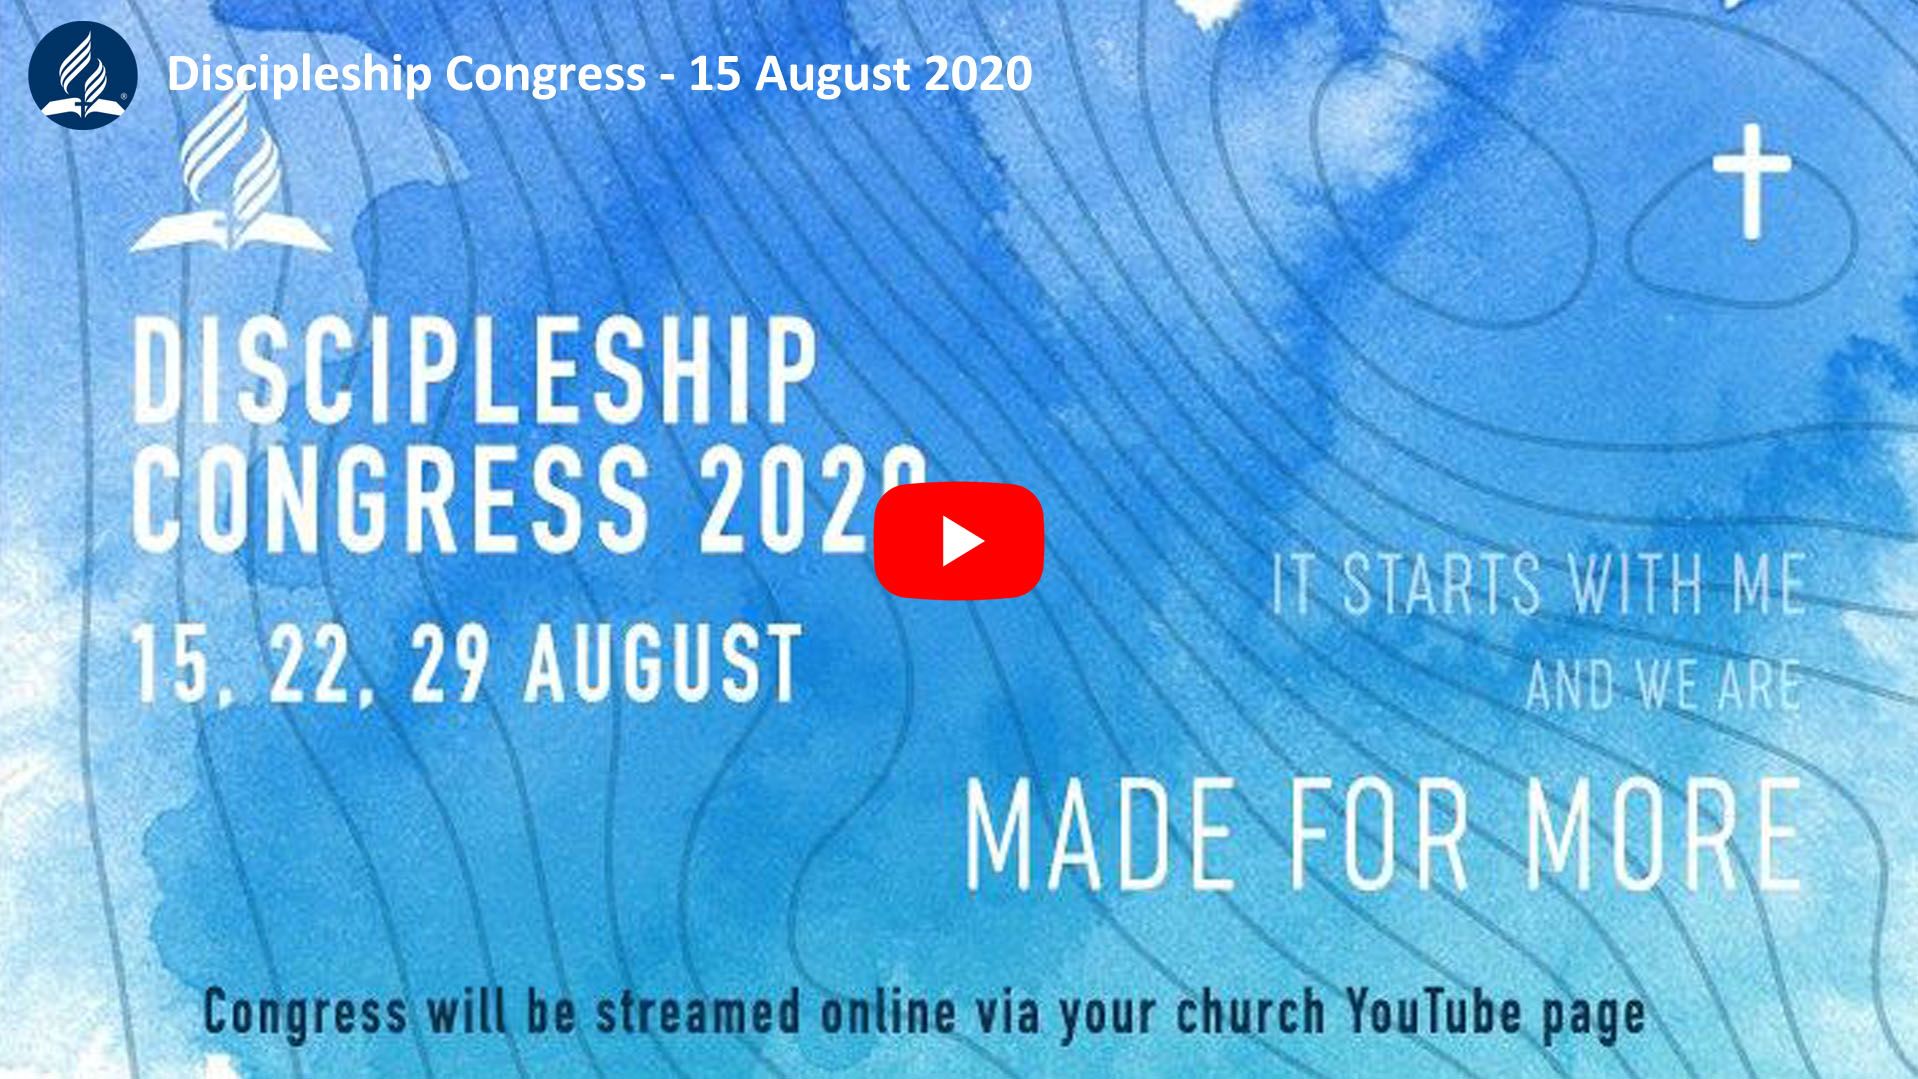 Discipleship Congress - 15 August 2020
DISCIPLESHIP
CONGRESS 2020
15, 22, 29 AUGUST
IT STARTS WITH ME
AND WE ARE
MADE FOR MORE
Congress will be streamed online via your church YouTube page